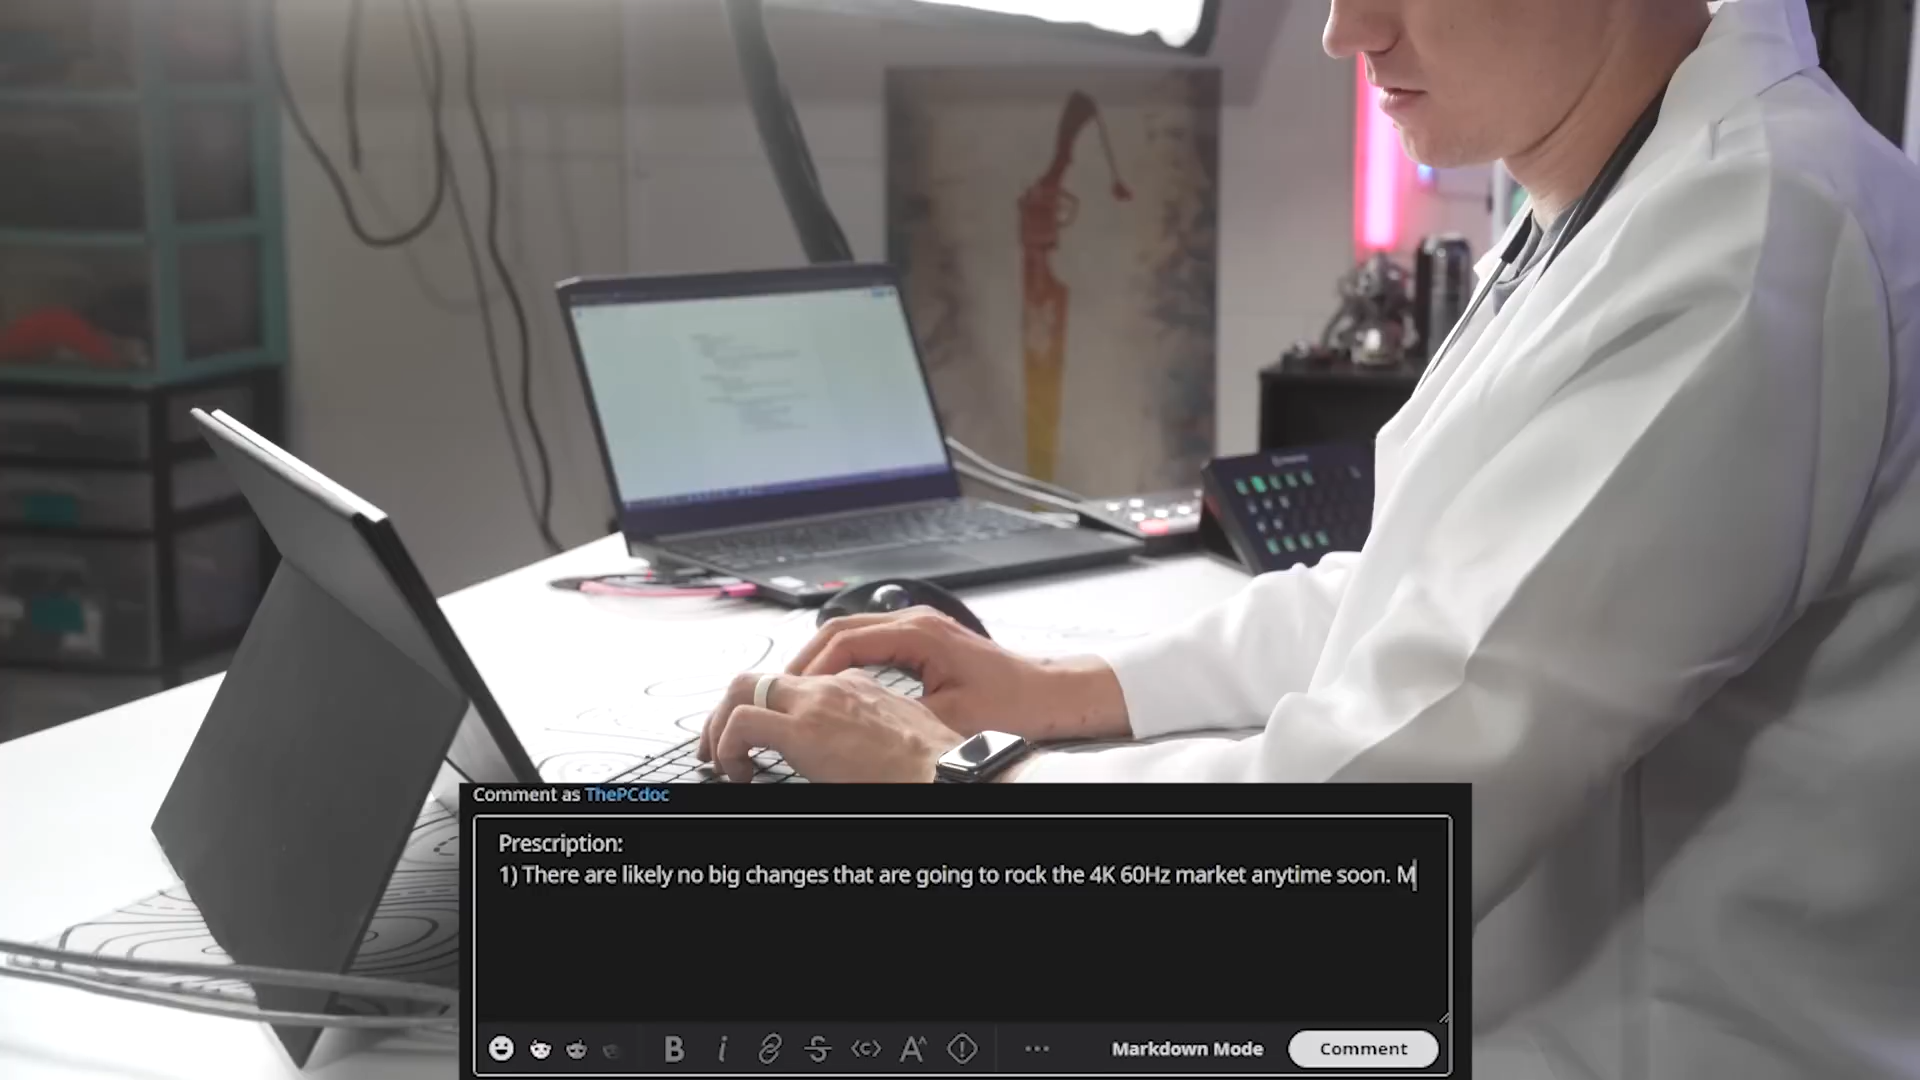 Comment as ThePCdoc
Prescription:
1) There are likely no big changes that are going to rock the 4K 60Hz market anytime soon. M
Markdown Mode
Comment